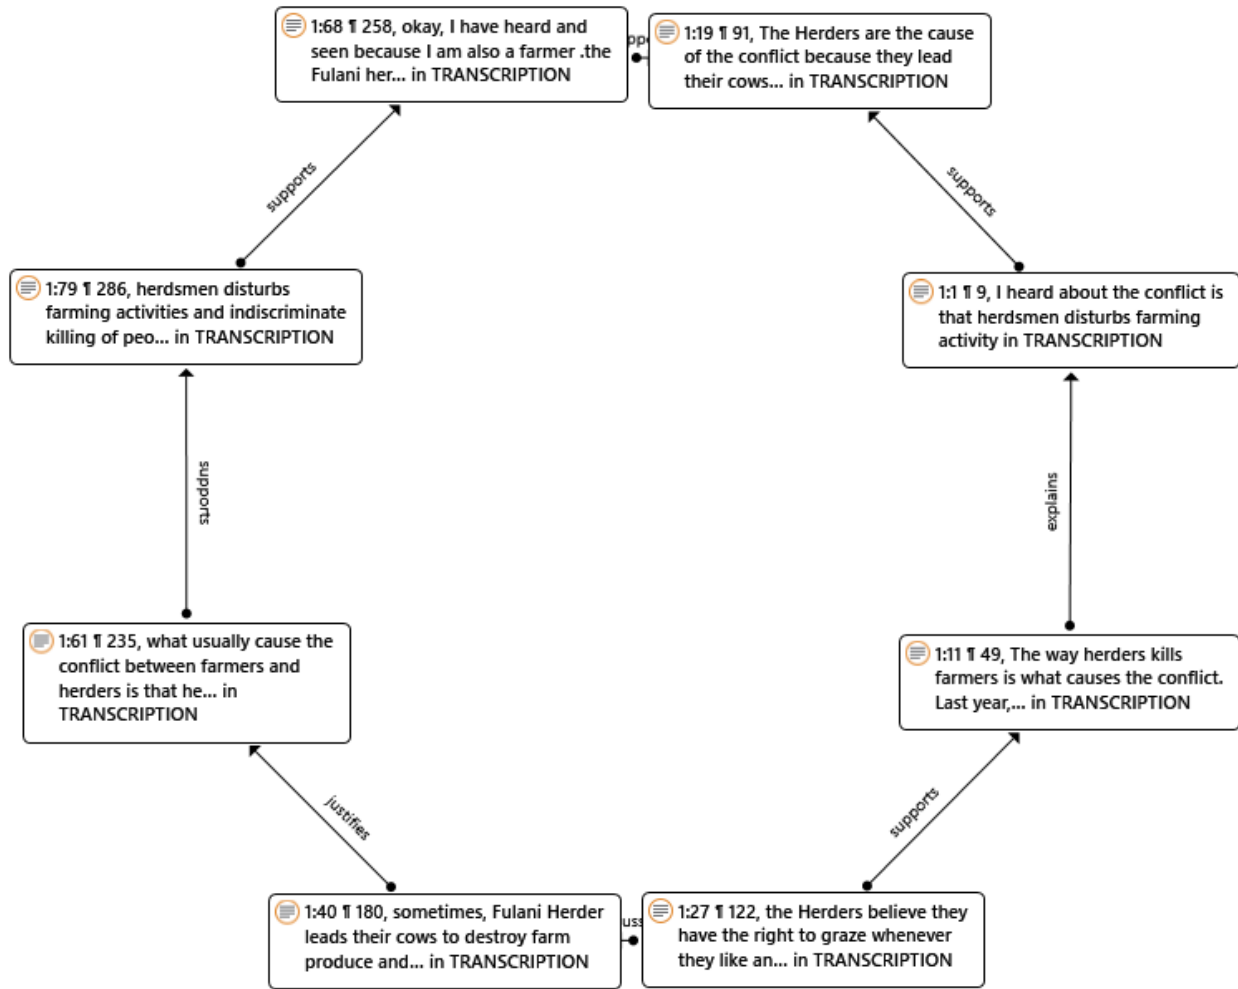 1:68 ¶ 258, okay, I have heard and
seen because I am also a farmer .the
Fulani her... in TRANSCRIPTION
1:19 ¶ 91, The Herders are the cause
of the conflict because they lead
their cows... in TRANSCRIPTION
supports
supports
1:79 ¶ 286, herdsmen disturbs
farming activities and indiscriminate
killing of peo... in TRANSCRIPTION
1:1 ¶ 9, I heard about the conflict is
that herdsmen disturbs farming
activity in TRANSCRIPTION
supports
explains
1:61 ¶ 235, what usually cause the
conflict between farmers and
herders is that he... in
TRANSCRIPTION
1:11 ¶ 49, The way herders kills
farmers is what causes the conflict.
Last year,... in TRANSCRIPTION
justifies
supports
1:40 ¶ 180, sometimes, Fulani Herder
leads their cows to destroy farm
produce and... in TRANSCRIPTION
1:27 ¶ 122, the Herders believe they
have the right to graze whenever
they like an... in TRANSCRIPTION